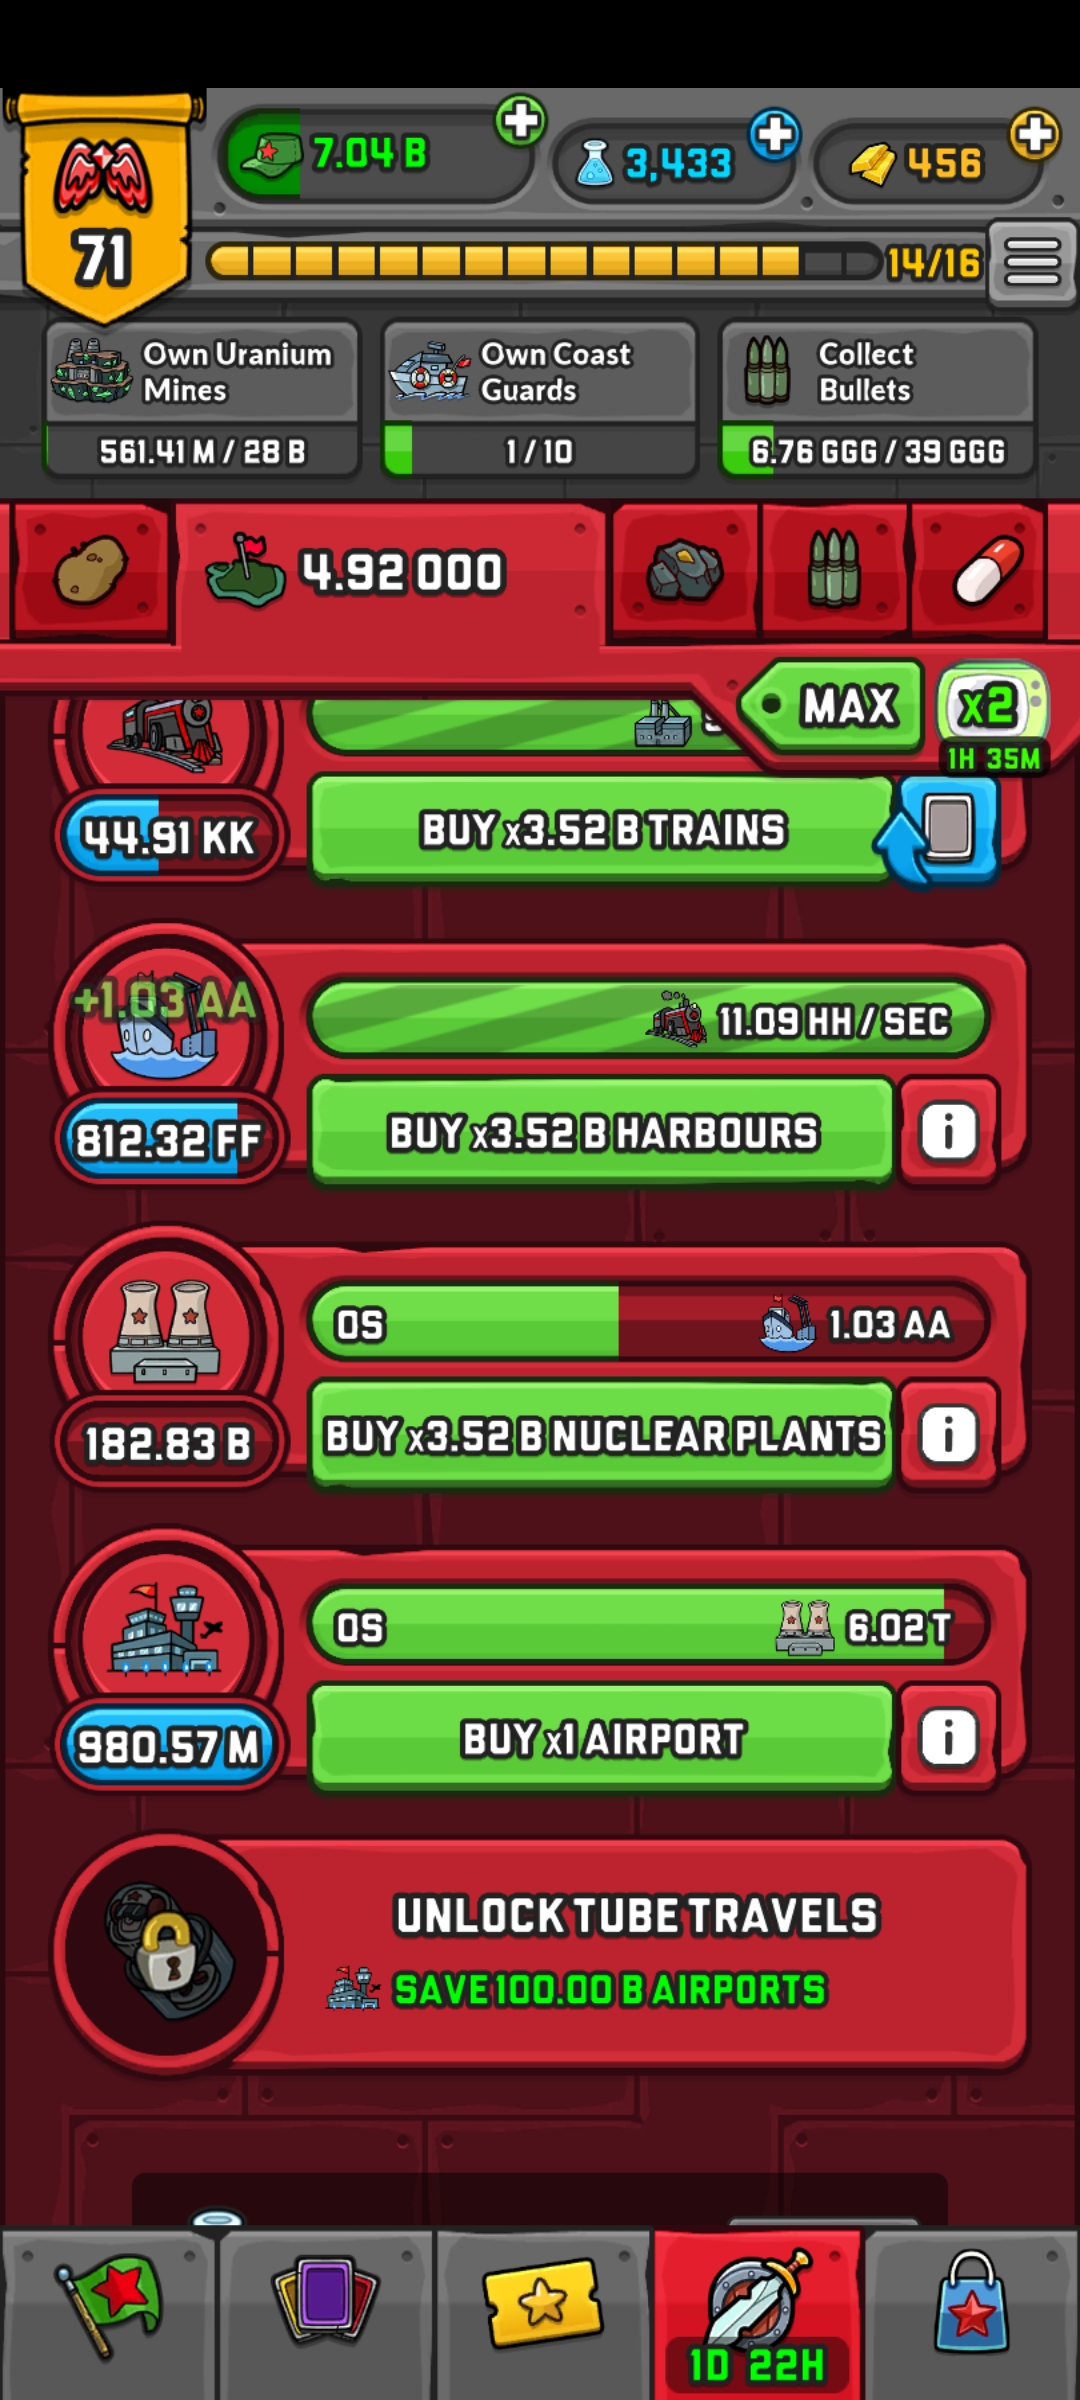 7.04 B
3,433
456
71
14/16
Own Uranium
Mines
561.41 M / 28 B
Own Coast
Guards
1 / 10
Collect
Bullets
6.76 GGG / 39 GGG
4.92 000
MAX
x2
1H 35M
44.91 KK
BUY x3.52 B TRAINS
+1.03 AA
11.09 HH / SEC
812.32 FF
BUY x3.52 B HARBOURS
i
0S
1.03 AA
182.83 B
BUY x3.52 B NUCLEAR PLANTS
i
0S
6.02 T
980.57 M
BUY x1 AIRPORT
i
UNLOCK TUBE TRAVELS
SAVE 100.00 B AIRPORTS
1D 22H